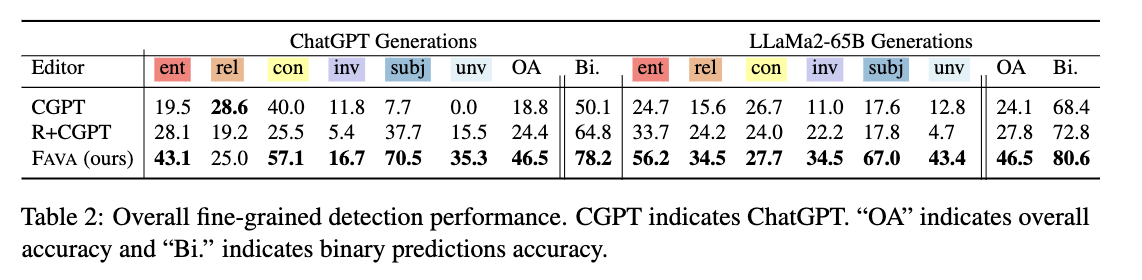 ChatGPT Generations LLaMa2-65B Generations
Editor ent rel con inv subj unv OA Bi. ent rel con inv subj unv OA Bi.
CGPT 19.5 28.6 40.0 11.8 7.7 0.0 18.8 50.1 24.7 15.6 26.7 11.0 17.6 12.8 24.1 68.4
R+CGPT 28.1 19.2 25.5 5.4 37.7 15.5 24.4 64.8 33.7 24.2 24.0 22.2 17.8 4.7 27.8 72.8
FAVA (ours) 43.1 25.0 57.1 16.7 70.5 35.3 46.5 78.2 56.2 34.5 27.7 34.5 67.0 43.4 46.5 80.6
Table 2: Overall fine-grained detection performance. CGPT indicates ChatGPT. “OA” indicates overall
accuracy and “Bi.” indicates binary predictions accuracy.